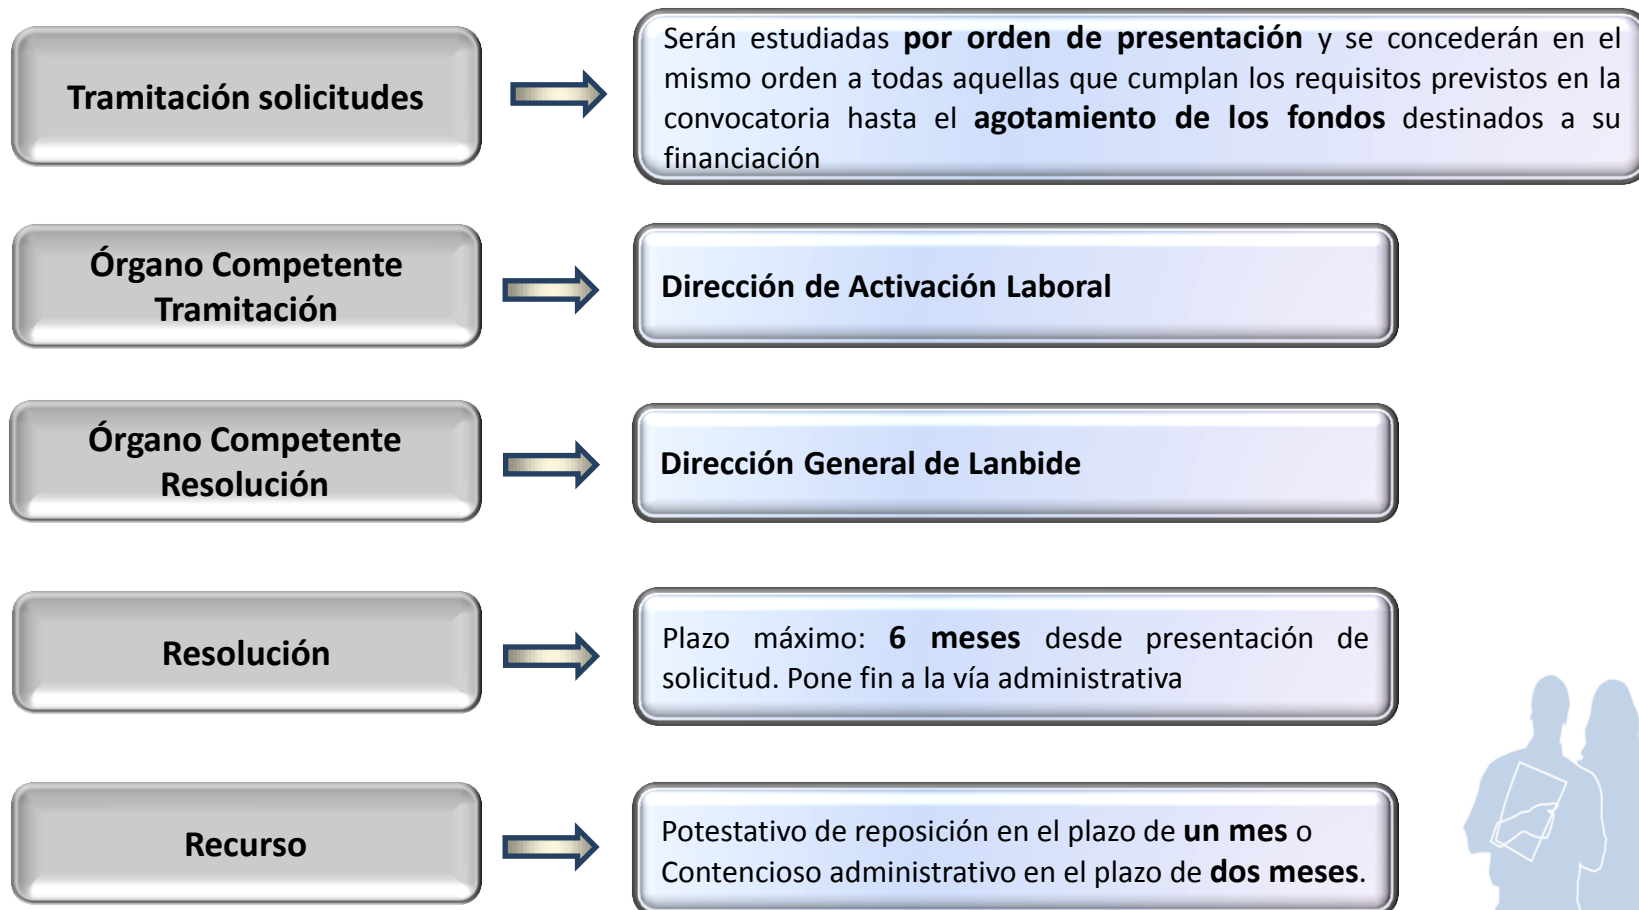 Tramitación solicitudes
Serán estudiadas por orden de presentación y se concederán en el
mismo orden a todas aquellas que cumplan los requisitos previstos en la
convocatoria hasta el agotamiento de los fondos destinados a su
financiación
Órgano Competente
Tramitación
Dirección de Activación Laboral
Órgano Competente
Resolución
Dirección General de Lanbide
Resolución
Plazo máximo: 6 meses desde presentación de
solicitud. Pone fin a la vía administrativa
Recurso
Potestativo de reposición en el plazo de un mes o
Contencioso administrativo en el plazo de dos meses.